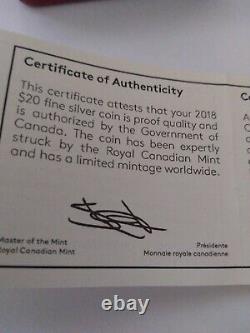 Certificate of Authenticity
This certificate attests that your 2018
$20 fine silver coin is proof quality and
is authorized by the Government of
Canada. The coin has been expertly
struck by the Royal Canadian Mint
and has a limited mintage worldwide.
Master of the Mint
Royal Canadian Mint
Présidente
Monnaie royale canadienne